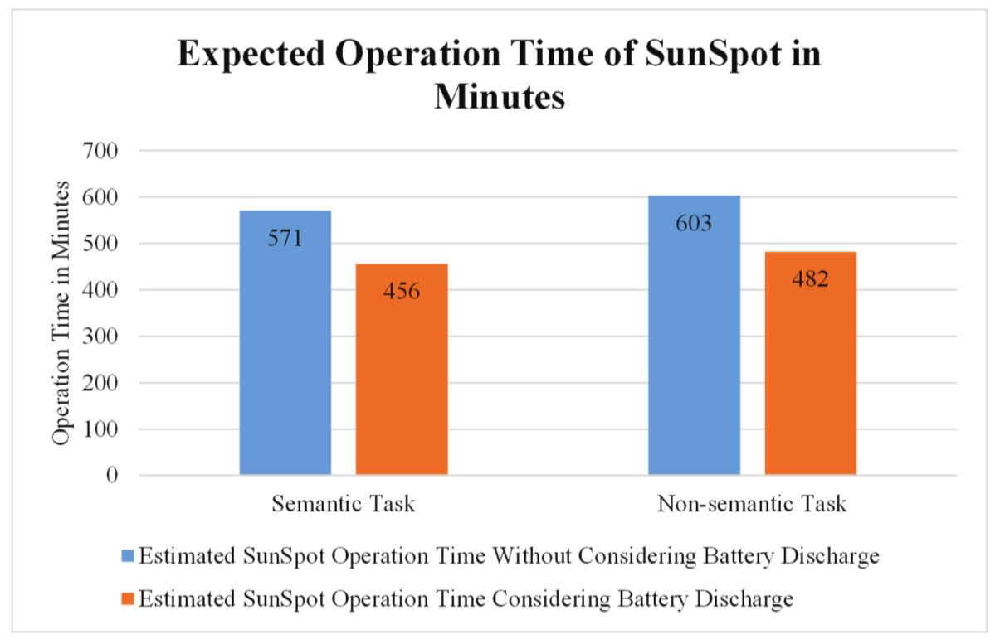 Expected Operation Time of SunSpot in
Minutes
Operation Time in Minutes
700
600
500
400
300
200
100
0
571
456
603
482
Semantic Task
Non-semantic Task
Estimated SunSpot Operation Time Without Considering Battery Discharge
Estimated SunSpot Operation Time Considering Battery Discharge